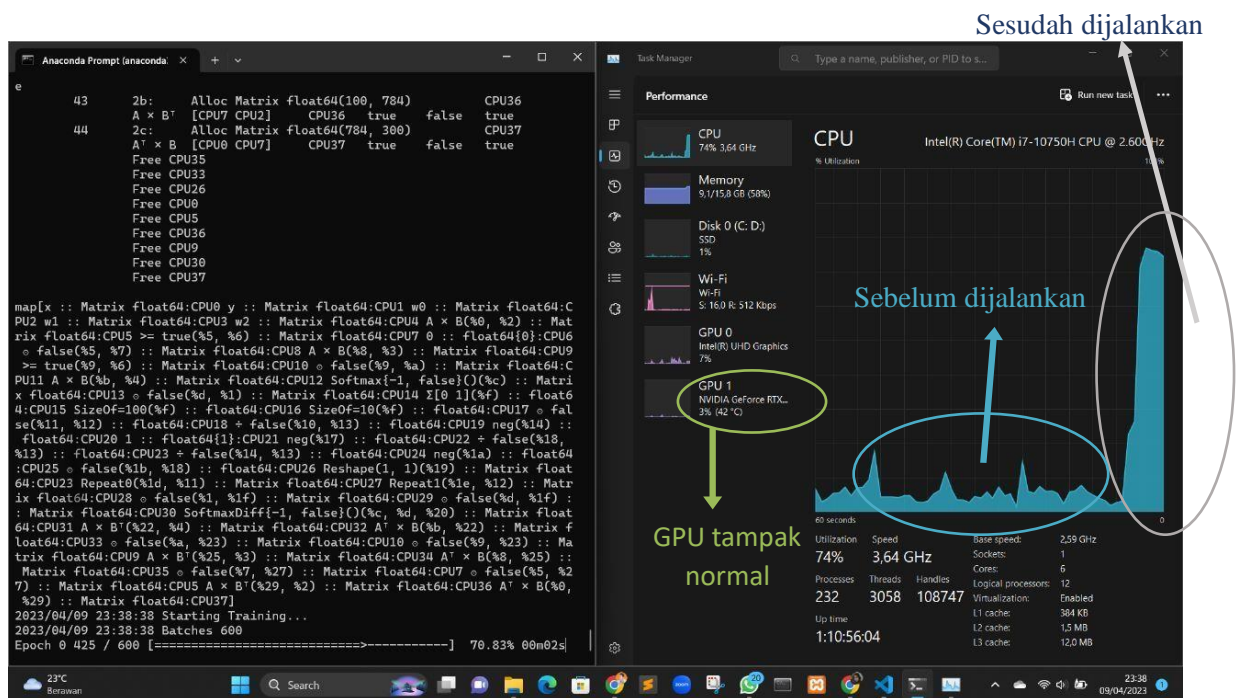 Sesudah dijalankan
Anaconda Prompt (anaconda:
e
43 2b: Alloc Matrix float64(100, 784) CPU36
A × Bᵀ [CPU7 CPU2] CPU36 true false true
44 2c: Alloc Matrix float64(784, 300) CPU37
Aᵀ × B [CPU0 CPU7] CPU37 true false true
Free CPU35
Free CPU33
Free CPU26
Free CPU0
Free CPU5
Free CPU36
Free CPU9
Free CPU30
Free CPU37
map[x :: Matrix float64:CPU0 y :: Matrix float64:CPU1 w0 :: Matrix float64:C
PU2 w1 :: Matrix float64:CPU3 w2 :: Matrix float64:CPU4 A × B(%0, %2) :: Mat
rix float64:CPU5 >= true(%5, %6) :: Matrix float64:CPU7 0 :: float64{0}:CPU6
⊙ false(%5, %7) :: Matrix float64:CPU8 A × B(%8, %3) :: Matrix float64:CPU9
>= true(%9, %6) :: Matrix float64:CPU10 ⊙ false(%9, %a) :: Matrix float64:C
PU11 A × B(%b, %4) :: Matrix float64:CPU12 Softmax{-1, false}()(%c) :: Matri
x float64:CPU13 ⊙ false(%d, %1) :: Matrix float64:CPU14 Σ[0 1](%f) :: float6
4:CPU15 SizeOf=100(%f) :: float64:CPU16 SizeOf=10(%f) :: float64:CPU17 ⊙ fal
se(%11, %12) :: float64:CPU18 ÷ false(%10, %13) :: float64:CPU19 neg(%14) ::
float64:CPU20 1 :: float64{1}:CPU21 neg(%17) :: float64:CPU22 ÷ false(%18,
%13) :: float64:CPU23 ÷ false(%14, %13) :: float64:CPU24 neg(%1a) :: float64
:CPU25 ⊙ false(%1b, %18) :: float64:CPU26 Reshape(1, 1)(%19) :: Matrix float
64:CPU23 Repeat0(%1d, %11) :: Matrix float64:CPU27 Repeat1(%1e, %12) :: Matr
ix float64:CPU28 ⊙ false(%1, %1f) :: Matrix float64:CPU29 ⊙ false(%d, %1f) :
: Matrix float64:CPU30 SoftmaxDiff{-1, false}()(%c, %d, %20) :: Matrix float
64:CPU31 A × Bᵀ(%22, %4) :: Matrix float64:CPU32 Aᵀ × B(%b, %22) :: Matrix f
loat64:CPU33 ⊙ false(%a, %23) :: Matrix float64:CPU10 ⊙ false(%9, %23) :: Ma
trix float64:CPU9 A × Bᵀ(%25, %3) :: Matrix float64:CPU34 Aᵀ × B(%8, %25) ::
Matrix float64:CPU35 ⊙ false(%7, %27) :: Matrix float64:CPU7 ⊙ false(%5, %2
7) :: Matrix float64:CPU5 A × Bᵀ(%29, %2) :: Matrix float64:CPU36 Aᵀ × B(%0,
%29) :: Matrix float64:CPU37]
2023/04/09 23:38:38 Starting Training...
2023/04/09 23:38:38 Batches 600
Epoch 0 425 / 600 [============================>-----------] 70.83% 00m02s
Task Manager
Type a name, publisher, or PID to s...
Performance
Run new task
CPU
74% 3,64 GHz
Memory
9,1/15,8 GB (58%)
Disk 0 (C: D:)
SSD
1%
Wi-Fi
Wi-Fi
S: 16,0 R: 512 Kbps
GPU 0
Intel(R) UHD Graphics
7%
GPU 1
NVIDIA GeForce RTX...
3% (42 °C)
GPU tampak
normal
CPU
Intel(R) Core(TM) i7-10750H CPU @ 2.60GHz
% Utilization
Sebelum dijalankan
60 seconds
0
Utilization Speed
74% 3,64 GHz
Processes Threads Handles
232 3058 108747
Up time
1:10:56:04
Base speed: 2,59 GHz
Sockets: 1
Cores: 6
Logical processors: 12
Virtualization: Enabled
L1 cache: 384 KB
L2 cache: 1,5 MB
L3 cache: 12,0 MB
23°C
Berawan
Search
20
23:38
09/04/2023
1